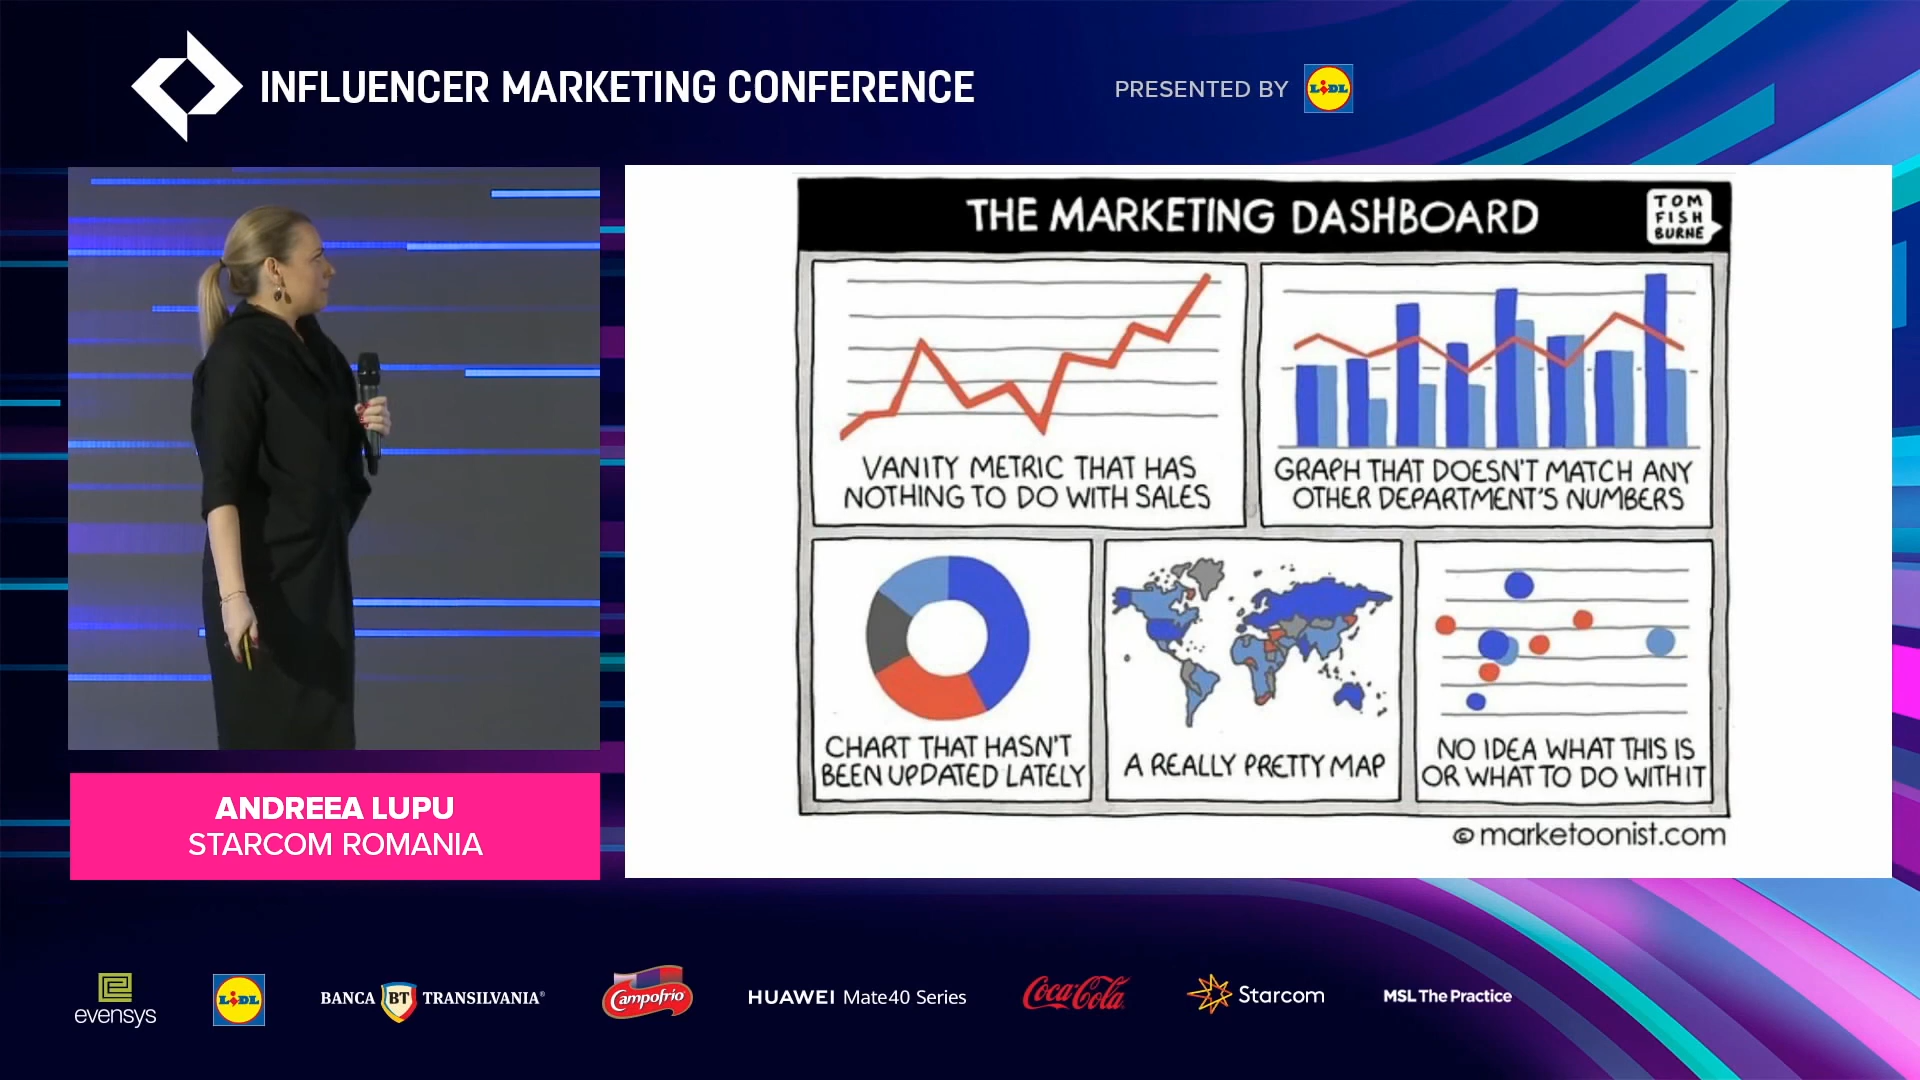 INFLUENCER MARKETING CONFERENCE
PRESENTED BY
LIDL
THE MARKETING DASHBOARD
TOM
FISH
BURNE
VANITY METRIC THAT HAS
NOTHING TO DO WITH SALES
GRAPH THAT DOESN'T MATCH ANY
OTHER DEPARTMENT'S NUMBERS
CHART THAT HASN'T
BEEN UPDATED LATELY
A REALLY PRETTY MAP
NO IDEA WHAT THIS IS
OR WHAT TO DO WITH IT
© marketoonist.com
ANDREEA LUPU
STARCOM ROMANIA
evensys
LIDL
BANCA BT TRANSILVANIA®
Campofrío
HUAWEI Mate40 Series
Coca-Cola
Starcom
MSL The Practice